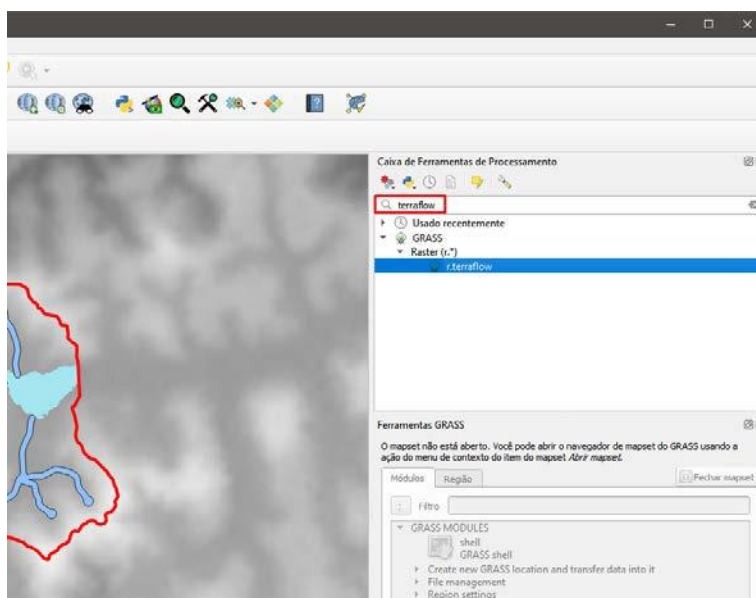 Caixa de Ferramentas de Processamento
terraflow
Usado recentemente
GRASS
Raster (r.*)
r.terraflow
Ferramentas GRASS
O mapset não está aberto. Você pode abrir o navegador de mapset do GRASS usando a
ação do menu de contexto do item do mapset Abrir mapset.
Módulos Região Fechar mapset
Filtro
GRASS MODULES
shell
GRASS shell
Create new GRASS location and transfer data into it
File management
Region settings